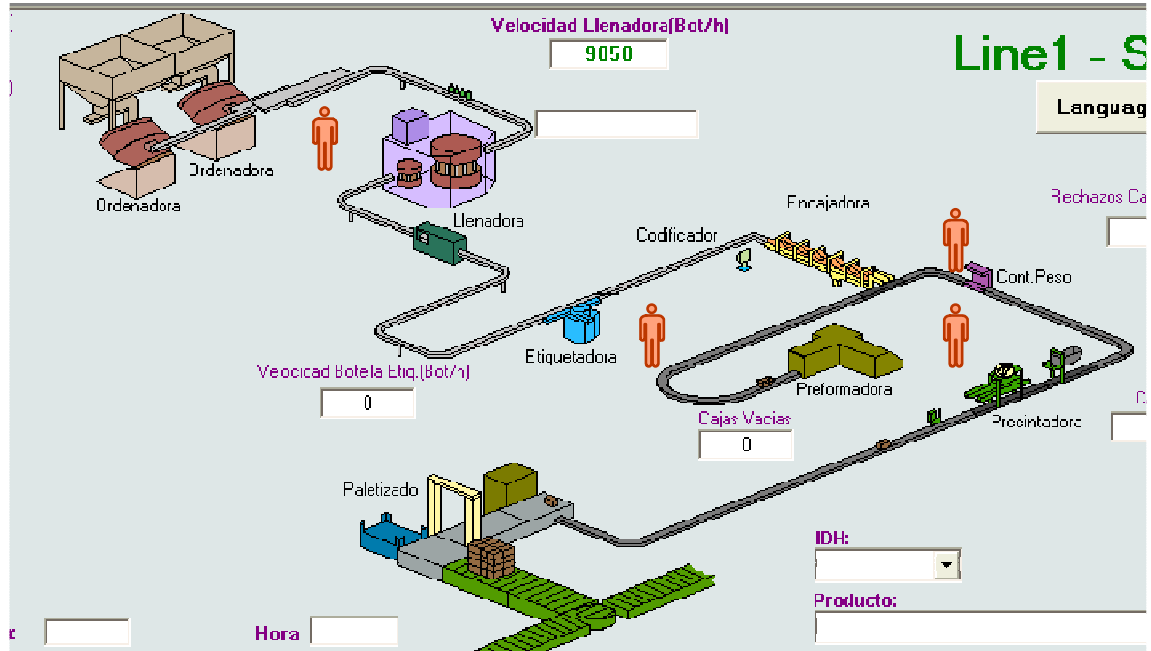 Velocidad Llenadora(Bot/h)
9050
Line1 - S
Languag
Ordenadora
Ordenadora
Llenadora
Encajadora
Rechazos Ca
Codificador
Cont.Peso
Etiquetadora
Veocicad Botela Etiq.(Bot/h)
0
Preformadora
Cajas Vacias
0
C
Precintadora
Paletizado
IDH:
Producto:
Hora